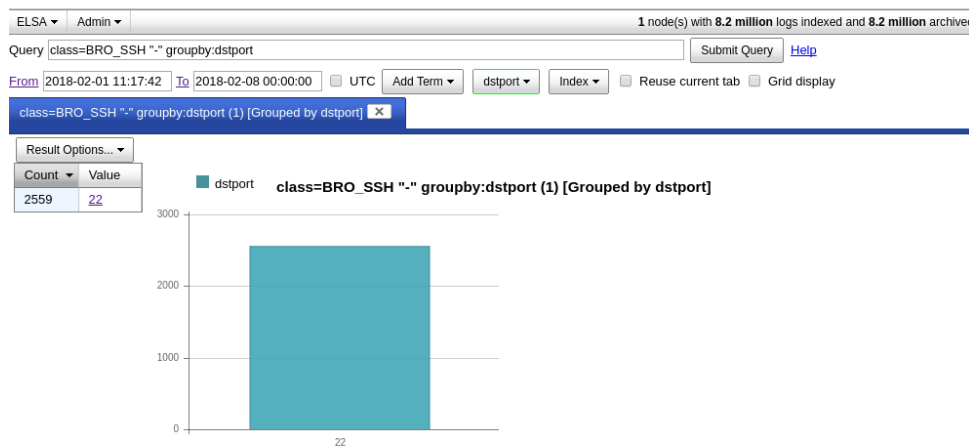 ELSA Admin 1 node(s) with 8.2 million logs indexed and 8.2 million archived
Query class=BRO_SSH "-" groupby:dstport Submit Query Help
From 2018-02-01 11:17:42 To 2018-02-08 00:00:00 UTC Add Term dstport Index Reuse current tab Grid display
class=BRO_SSH "-" groupby:dstport (1) [Grouped by dstport] ✕
Result Options...
Count Value
2559 22
dstport class=BRO_SSH "-" groupby:dstport (1) [Grouped by dstport]
3000
2000
1000
0
22